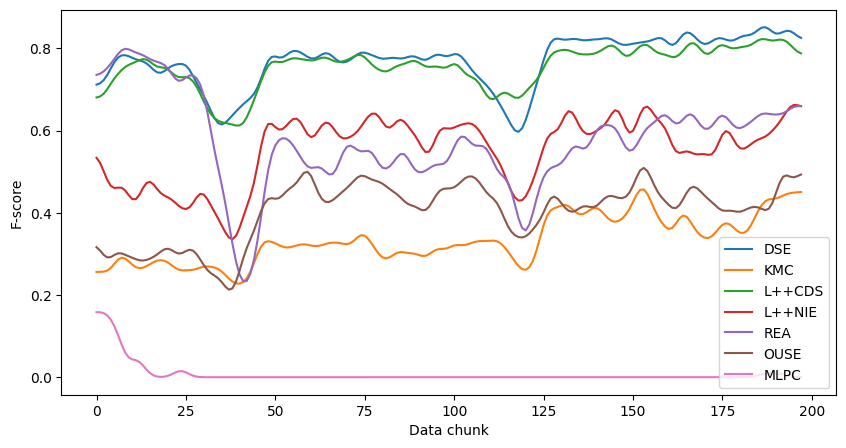 F-score
0.8
0.6
0.4
0.2
0.0
0
25
50
75
100
125
150
175
200
Data chunk
DSE
KMC
L++CDS
L++NIE
REA
OUSE
MLPC